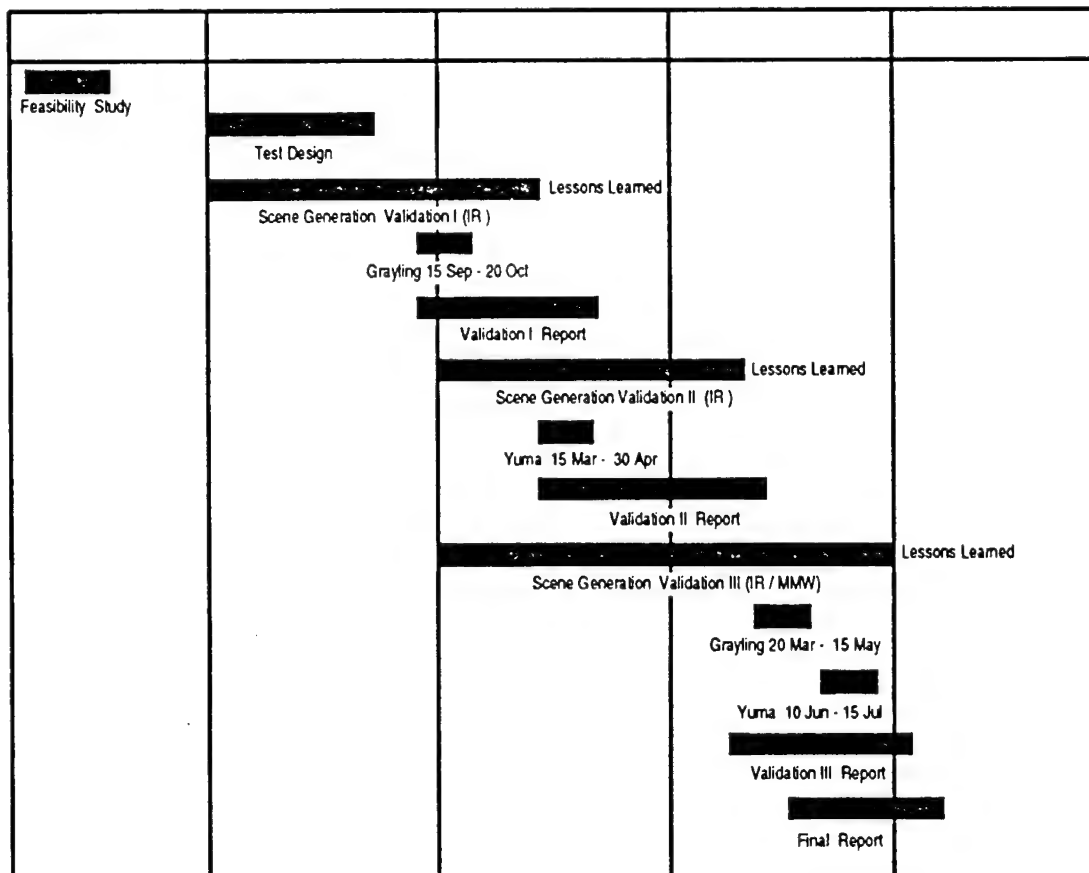 Feasibility Study
Test Design
Lessons Learned
Scene Generation Validation I (IR )
Grayling 15 Sep - 20 Oct
Validation I Report
Lessons Learned
Scene Generation Validation II (IR )
Yuma 15 Mar - 30 Apr
Validation II Report
Lessons Learned
Scene Generation Validation III (IR / MMW)
Grayling 20 Mar - 15 May
Yuma 10 Jun - 15 Jul
Validation III Report
Final Report